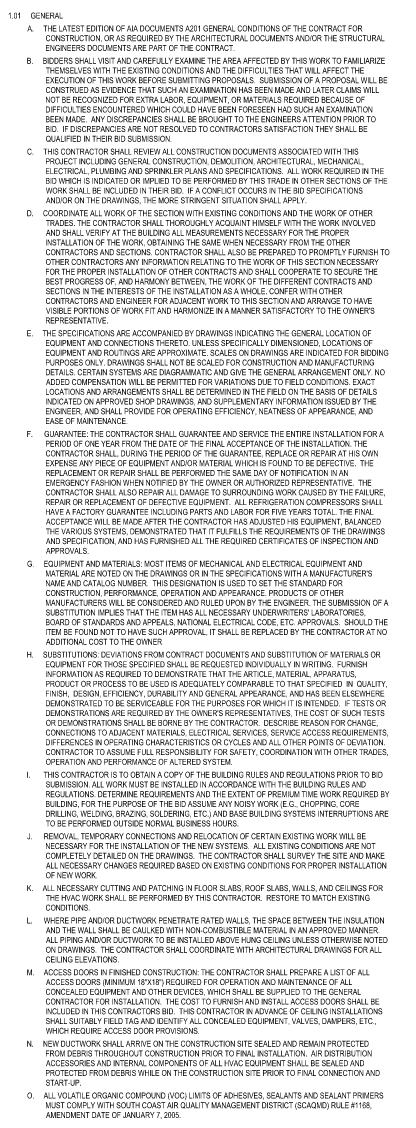 1.01 GENERAL
A. THE LATEST EDITION OF AIA DOCUMENTS A201 GENERAL CONDITIONS OF THE CONTRACT FOR
CONSTRUCTION, OR AS REQUIRED BY THE ARCHITECTURAL DOCUMENTS AND/OR THE STRUCTURAL
ENGINEERS DOCUMENTS ARE PART OF THE CONTRACT.
B. BIDDERS SHALL VISIT AND CAREFULLY EXAMINE THE AREA AFFECTED BY THIS WORK TO FAMILIARIZE
THEMSELVES WITH THE EXISTING CONDITIONS AND THE DIFFICULTIES THAT WILL AFFECT THE
EXECUTION OF THIS WORK BEFORE SUBMITTING PROPOSALS. SUBMISSION OF A PROPOSAL WILL BE
CONSTRUED AS EVIDENCE THAT SUCH AN EXAMINATION HAS BEEN MADE AND LATER CLAIMS WILL
NOT BE RECOGNIZED FOR EXTRA LABOR, EQUIPMENT, OR MATERIALS REQUIRED BECAUSE OF
DIFFICULTIES ENCOUNTERED WHICH COULD HAVE BEEN FORESEEN HAD SUCH AN EXAMINATION
BEEN MADE. ANY DISCREPANCIES SHALL BE BROUGHT TO THE ENGINEERS ATTENTION PRIOR TO
BID. IF DISCREPANCIES ARE NOT RESOLVED TO CONTRACTORS SATISFACTION THEY SHALL BE
QUALIFIED IN THEIR BID SUBMISSION.
C. THIS CONTRACTOR SHALL REVIEW ALL CONSTRUCTION DOCUMENTS ASSOCIATED WITH THIS
PROJECT INCLUDING GENERAL CONSTRUCTION, DEMOLITION, ARCHITECTURAL, MECHANICAL,
ELECTRICAL, PLUMBING AND SPRINKLER PLANS AND SPECIFICATIONS. ALL WORK REQUIRED IN THE
BID WHICH IS INDICATED OR IMPLIED TO BE PERFORMED BY THIS TRADE IN OTHER SECTIONS OF THE
WORK SHALL BE INCLUDED IN THEIR BID. IF A CONFLICT OCCURS IN THE BID SPECIFICATIONS
AND/OR ON THE DRAWINGS, THE MORE STRINGENT SITUATION SHALL APPLY.
D. COORDINATE ALL WORK OF THE SECTION WITH EXISTING CONDITIONS AND THE WORK OF OTHER
TRADES. THE CONTRACTOR SHALL THOROUGHLY ACQUAINT HIMSELF WITH THE WORK INVOLVED
AND SHALL VERIFY AT THE BUILDING ALL MEASUREMENTS NECESSARY FOR THE PROPER
INSTALLATION OF THE WORK, OBTAINING THE SAME WHEN NECESSARY FROM THE OTHER
CONTRACTORS AND SECTIONS. CONTRACTOR SHALL ALSO BE PREPARED TO PROMPTLY FURNISH TO
OTHER CONTRACTORS ANY INFORMATION RELATING TO THE WORK OF THIS SECTION NECESSARY
FOR THE PROPER INSTALLATION OF OTHER CONTRACTS AND SHALL COOPERATE TO SECURE THE
BEST PROGRESS OF, AND HARMONY BETWEEN, THE WORK OF THE DIFFERENT CONTRACTS AND
SECTIONS IN THE INTERESTS OF THE INSTALLATION AS A WHOLE. CONFER WITH OTHER
CONTRACTORS AND ENGINEER FOR ADJACENT WORK TO THIS SECTION AND ARRANGE TO HAVE
VISIBLE PORTIONS OF WORK FIT AND HARMONIZE IN A MANNER SATISFACTORY TO THE OWNER'S
REPRESENTATIVE.
E. THE SPECIFICATIONS ARE ACCOMPANIED BY DRAWINGS INDICATING THE GENERAL LOCATION OF
EQUIPMENT AND CONNECTIONS THERETO. UNLESS SPECIFICALLY DIMENSIONED, LOCATIONS OF
EQUIPMENT AND ROUTINGS ARE APPROXIMATE. SCALES ON DRAWINGS ARE INDICATED FOR BIDDING
PURPOSES ONLY. DRAWINGS SHALL NOT BE SCALED FOR CONSTRUCTION AND MANUFACTURING
DETAILS. CERTAIN SYSTEMS ARE DIAGRAMMATIC AND GIVE THE GENERAL ARRANGEMENT ONLY. NO
ADDED COMPENSATION WILL BE PERMITTED FOR VARIATIONS DUE TO FIELD CONDITIONS. EXACT
LOCATIONS AND ARRANGEMENTS SHALL BE DETERMINED IN THE FIELD ON THE BASIS OF DETAILS
INDICATED ON APPROVED SHOP DRAWINGS, AND SUPPLEMENTARY INFORMATION ISSUED BY THE
ENGINEER, AND SHALL PROVIDE FOR OPERATING EFFICIENCY, NEATNESS OF APPEARANCE, AND
EASE OF MAINTENANCE.
F. GUARANTEE: THE CONTRACTOR SHALL GUARANTEE AND SERVICE THE ENTIRE INSTALLATION FOR A
PERIOD OF ONE YEAR FROM THE DATE OF THE FINAL ACCEPTANCE OF THE INSTALLATION. THE
CONTRACTOR SHALL, DURING THE PERIOD OF THE GUARANTEE, REPLACE OR REPAIR AT HIS OWN
EXPENSE ANY PIECE OF EQUIPMENT AND/OR MATERIAL WHICH IS FOUND TO BE DEFECTIVE. THE
REPLACEMENT OR REPAIR SHALL BE PERFORMED THE SAME DAY OF NOTIFICATION IN AN
EMERGENCY FASHION WHEN NOTIFIED BY THE OWNER OR AUTHORIZED REPRESENTATIVE. THE
CONTRACTOR SHALL ALSO REPAIR ALL DAMAGE TO SURROUNDING WORK CAUSED BY THE FAILURE,
REPAIR OR REPLACEMENT OF DEFECTIVE EQUIPMENT. ALL REFRIGERATION COMPRESSORS SHALL
HAVE A FACTORY GUARANTEE INCLUDING PARTS AND LABOR FOR FIVE YEARS TOTAL. THE FINAL
ACCEPTANCE WILL BE MADE AFTER THE CONTRACTOR HAS ADJUSTED HIS EQUIPMENT, BALANCED
THE VARIOUS SYSTEMS, DEMONSTRATED THAT IT FULFILLS THE REQUIREMENTS OF THE DRAWINGS
AND SPECIFICATION, AND HAS FURNISHED ALL THE REQUIRED CERTIFICATES OF INSPECTION AND
APPROVALS.
G. EQUIPMENT AND MATERIALS: MOST ITEMS OF MECHANICAL AND ELECTRICAL EQUIPMENT AND
MATERIAL ARE NOTED ON THE DRAWINGS OR IN THE SPECIFICATIONS WITH A MANUFACTURER'S
NAME AND CATALOG NUMBER. THIS DESIGNATION IS USED TO SET THE STANDARD FOR
CONSTRUCTION, PERFORMANCE, OPERATION AND APPEARANCE. PRODUCTS OF OTHER
MANUFACTURERS WILL BE CONSIDERED AND RULED UPON BY THE ENGINEER. THE SUBMISSION OF A
SUBSTITUTION IMPLIES THAT THE ITEM HAS ALL NECESSARY UNDERWRITERS' LABORATORIES,
BOARD OF STANDARDS AND APPEALS, NATIONAL ELECTRICAL CODE, ETC. APPROVALS. SHOULD THE
ITEM BE FOUND NOT TO HAVE SUCH APPROVAL, IT SHALL BE REPLACED BY THE CONTRACTOR AT NO
ADDITIONAL COST TO THE OWNER
H. SUBSTITUTIONS: DEVIATIONS FROM CONTRACT DOCUMENTS AND SUBSTITUTION OF MATERIALS OR
EQUIPMENT FOR THOSE SPECIFIED SHALL BE REQUESTED INDIVIDUALLY IN WRITING. FURNISH
INFORMATION AS REQUIRED TO DEMONSTRATE THAT THE ARTICLE, MATERIAL, APPARATUS,
PRODUCT OR PROCESS TO BE USED IS ADEQUATELY COMPARABLE TO THAT SPECIFIED IN QUALITY,
FINISH, DESIGN, EFFICIENCY, DURABILITY AND GENERAL APPEARANCE, AND HAS BEEN ELSEWHERE
DEMONSTRATED TO BE SERVICEABLE FOR THE PURPOSES FOR WHICH IT IS INTENDED. IF TESTS OR
DEMONSTRATIONS ARE REQUIRED BY THE OWNER'S REPRESENTATIVES, THE COST OF SUCH TESTS
OR DEMONSTRATIONS SHALL BE BORNE BY THE CONTRACTOR. DESCRIBE REASON FOR CHANGE,
CONNECTIONS TO ADJACENT MATERIALS, ELECTRICAL SERVICES, SERVICE ACCESS REQUIREMENTS,
DIFFERENCES IN OPERATING CHARACTERISTICS OR CYCLES AND ALL OTHER POINTS OF DEVIATION.
CONTRACTOR TO ASSUME FULL RESPONSIBILITY FOR SAFETY, COORDINATION WITH OTHER TRADES,
OPERATION AND PERFORMANCE OF ALTERED SYSTEM.
I. THIS CONTRACTOR IS TO OBTAIN A COPY OF THE BUILDING RULES AND REGULATIONS PRIOR TO BID
SUBMISSION. ALL WORK MUST BE INSTALLED IN ACCORDANCE WITH THE BUILDING RULES AND
REGULATIONS. DETERMINE REQUIREMENTS AND THE EXTENT OF PREMIUM TIME WORK REQUIRED BY
BUILDING, FOR THE PURPOSE OF THE BID ASSUME ANY NOISY WORK (E.G., CHOPPING, CORE
DRILLING, WELDING, BRAZING, SOLDERING, ETC.) AND BASE BUILDING SYSTEMS INTERRUPTIONS ARE
TO BE PERFORMED OUTSIDE NORMAL BUSINESS HOURS.
J. REMOVAL, TEMPORARY CONNECTIONS AND RELOCATION OF CERTAIN EXISTING WORK WILL BE
NECESSARY FOR THE INSTALLATION OF THE NEW SYSTEMS. ALL EXISTING CONDITIONS ARE NOT
COMPLETELY DETAILED ON THE DRAWINGS. THE CONTRACTOR SHALL SURVEY THE SITE AND MAKE
ALL NECESSARY CHANGES REQUIRED BASED ON EXISTING CONDITIONS FOR PROPER INSTALLATION
OF NEW WORK.
K. ALL NECESSARY CUTTING AND PATCHING IN FLOOR SLABS, ROOF SLABS, WALLS, AND CEILINGS FOR
THE HVAC WORK SHALL BE PERFORMED BY THIS CONTRACTOR. RESTORE TO MATCH EXISTING
CONDITIONS.
L. WHERE PIPE AND/OR DUCTWORK PENETRATE RATED WALLS, THE SPACE BETWEEN THE INSULATION
AND THE WALL SHALL BE CAULKED WITH NON-COMBUSTIBLE MATERIAL IN AN APPROVED MANNER.
ALL PIPING AND/OR DUCTWORK TO BE INSTALLED ABOVE HUNG CEILING UNLESS OTHERWISE NOTED
ON DRAWINGS. THE CONTRACTOR SHALL COORDINATE WITH ARCHITECTURAL DRAWINGS FOR ALL
CEILING ELEVATIONS.
M. ACCESS DOORS IN FINISHED CONSTRUCTION: THE CONTRACTOR SHALL PREPARE A LIST OF ALL
ACCESS DOORS (MINIMUM 18"X18") REQUIRED FOR OPERATION AND MAINTENANCE OF ALL
CONCEALED EQUIPMENT AND OTHER DEVICES, WHICH SHALL BE SUPPLIED TO THE GENERAL
CONTRACTOR FOR INSTALLATION. THE COST TO FURNISH AND INSTALL ACCESS DOORS SHALL BE
INCLUDED IN THIS CONTRACTORS BID. THIS CONTRACTOR IN ADVANCE OF CEILING INSTALLATIONS
SHALL SUITABLY FIELD TAG AND IDENTIFY ALL CONCEALED EQUIPMENT, VALVES, DAMPERS, ETC.,
WHICH REQUIRE ACCESS DOOR PROVISIONS.
N. NEW DUCTWORK SHALL ARRIVE ON THE CONSTRUCTION SITE SEALED AND REMAIN PROTECTED
FROM DEBRIS THROUGHOUT CONSTRUCTION PRIOR TO FINAL INSTALLATION. AIR DISTRIBUTION
ACCESSORIES AND INTERNAL COMPONENTS OF ALL HVAC EQUIPMENT SHALL BE SEALED AND
PROTECTED FROM DEBRIS WHILE ON THE CONSTRUCTION SITE PRIOR TO FINAL CONNECTION AND
START-UP.
O. ALL VOLATILE ORGANIC COMPOUND (VOC) LIMITS OF ADHESIVES, SEALANTS AND SEALANT PRIMERS
MUST COMPLY WITH SOUTH COAST AIR QUALITY MANAGEMENT DISTRICT (SCAQMD) RULE #1168,
AMENDMENT DATE OF JANUARY 7, 2005.